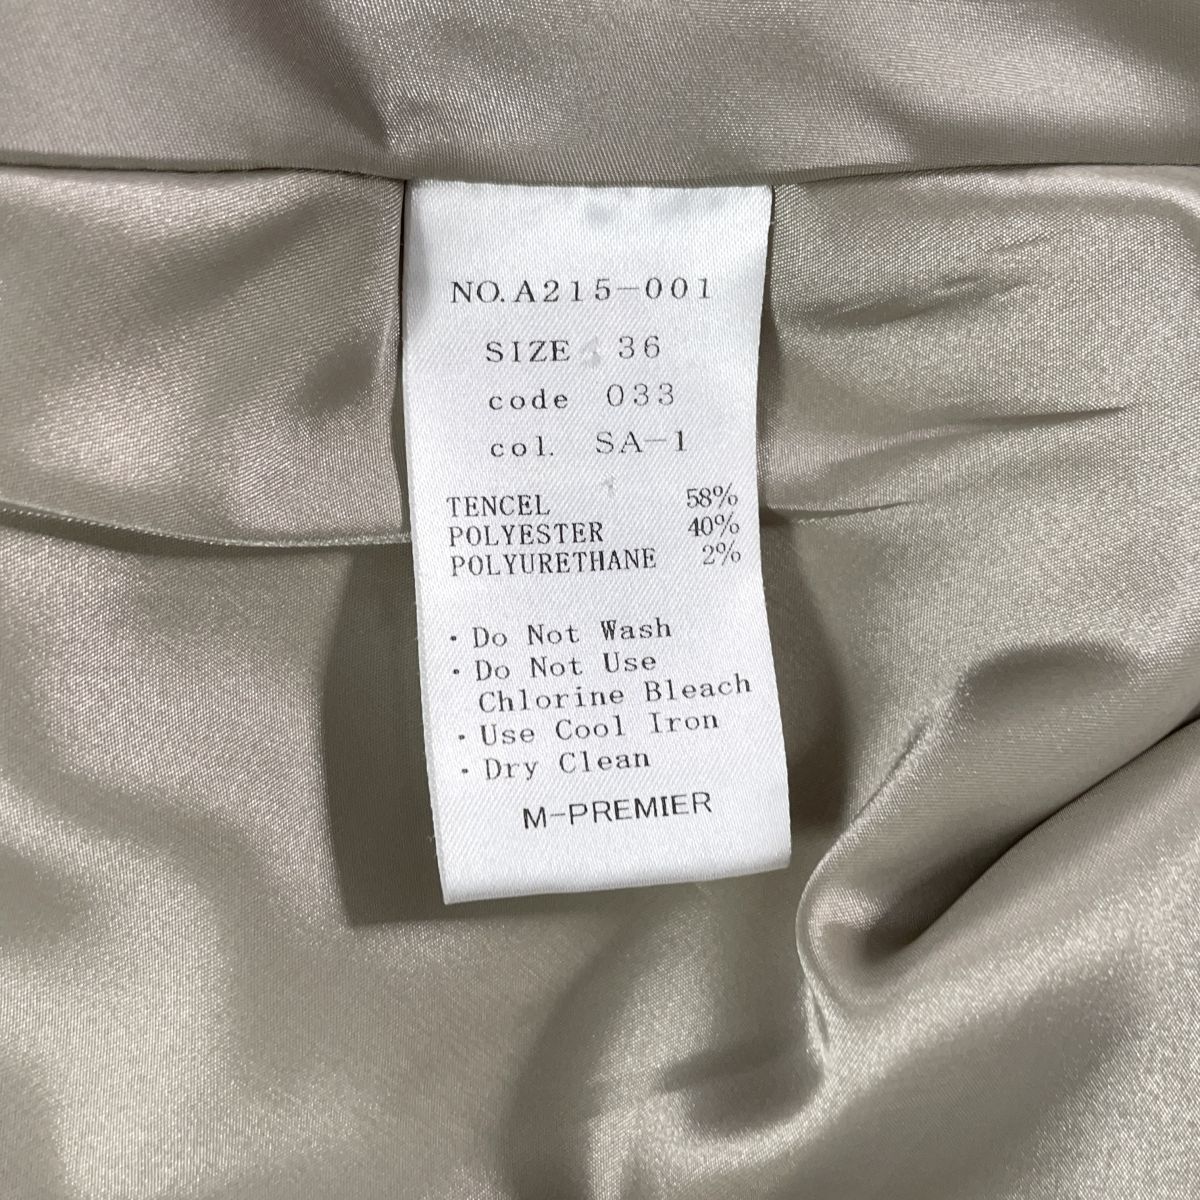 NO. A215-001
SIZE 36
code 033
col. SA-1
TENCEL 58%
POLYESTER 40%
POLYURETHANE 2%
· Do Not Wash
· Do Not Use
Chlorine Bleach
· Use Cool Iron
· Dry Clean
M-PREMIER